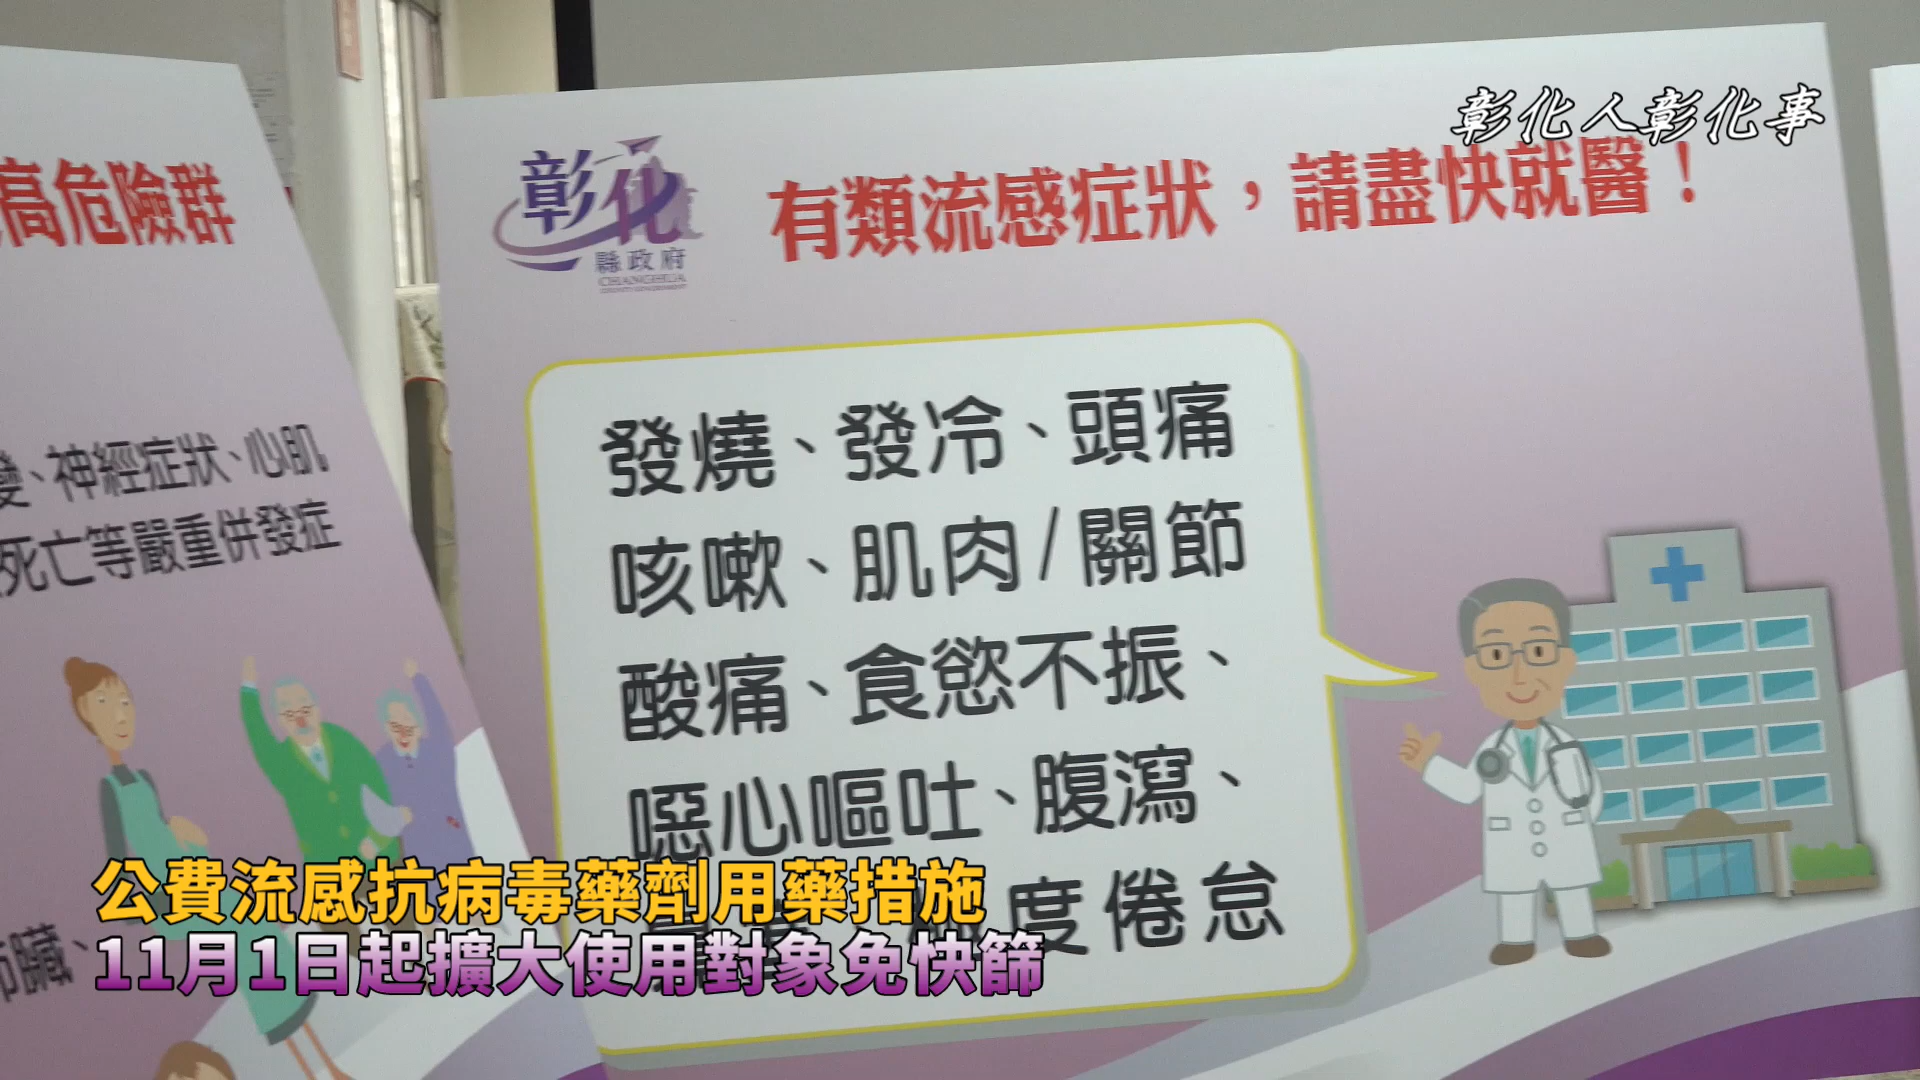 彰化人彰化事
高危險群
彰化
縣政府
CHANGHUA
COUNTY GOVERNMENT
有類流感症狀，請盡快就醫！
、神經症狀、心肌
死亡等嚴重併發症
發燒、發冷、頭痛
咳嗽、肌肉/關節
酸痛、食慾不振、
噁心嘔吐、腹瀉、
度倦怠
臟、
公費流感抗病毒藥劑用藥措施
11月1日起擴大使用對象免快篩